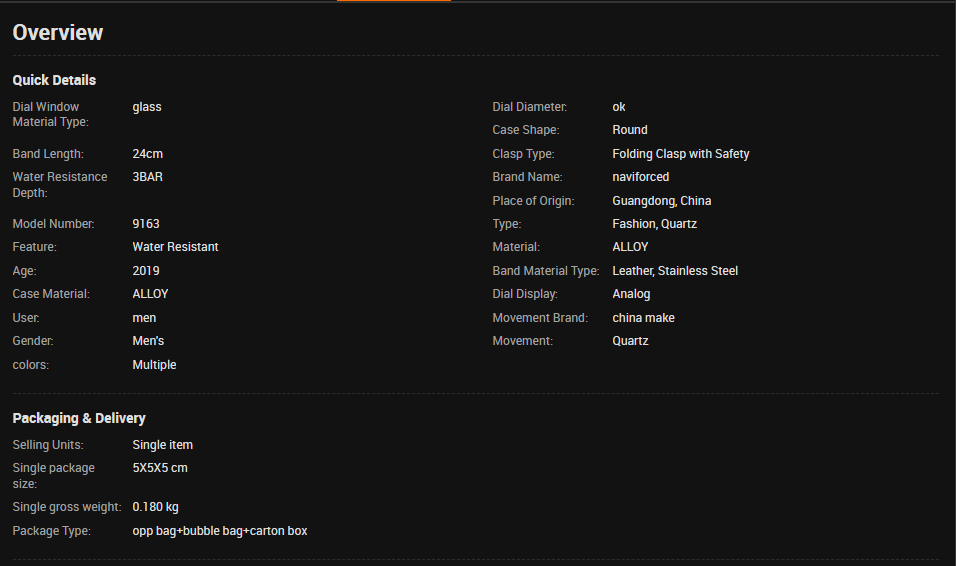 Overview
Quick Details
Dial Window Material Type: glass
Dial Diameter: ok
Case Shape: Round
Band Length: 24cm
Clasp Type: Folding Clasp with Safety
Water Resistance Depth: 3BAR
Brand Name: naviforced
Place of Origin: Guangdong, China
Model Number: 9163
Type: Fashion, Quartz
Feature: Water Resistant
Material: ALLOY
Age: 2019
Band Material Type: Leather, Stainless Steel
Case Material: ALLOY
Dial Display: Analog
User: men
Movement Brand: china make
Gender: Men's
Movement: Quartz
colors: Multiple
Packaging & Delivery
Selling Units: Single item
Single package size: 5X5X5 cm
Single gross weight: 0.180 kg
Package Type: opp bag+bubble bag+carton box